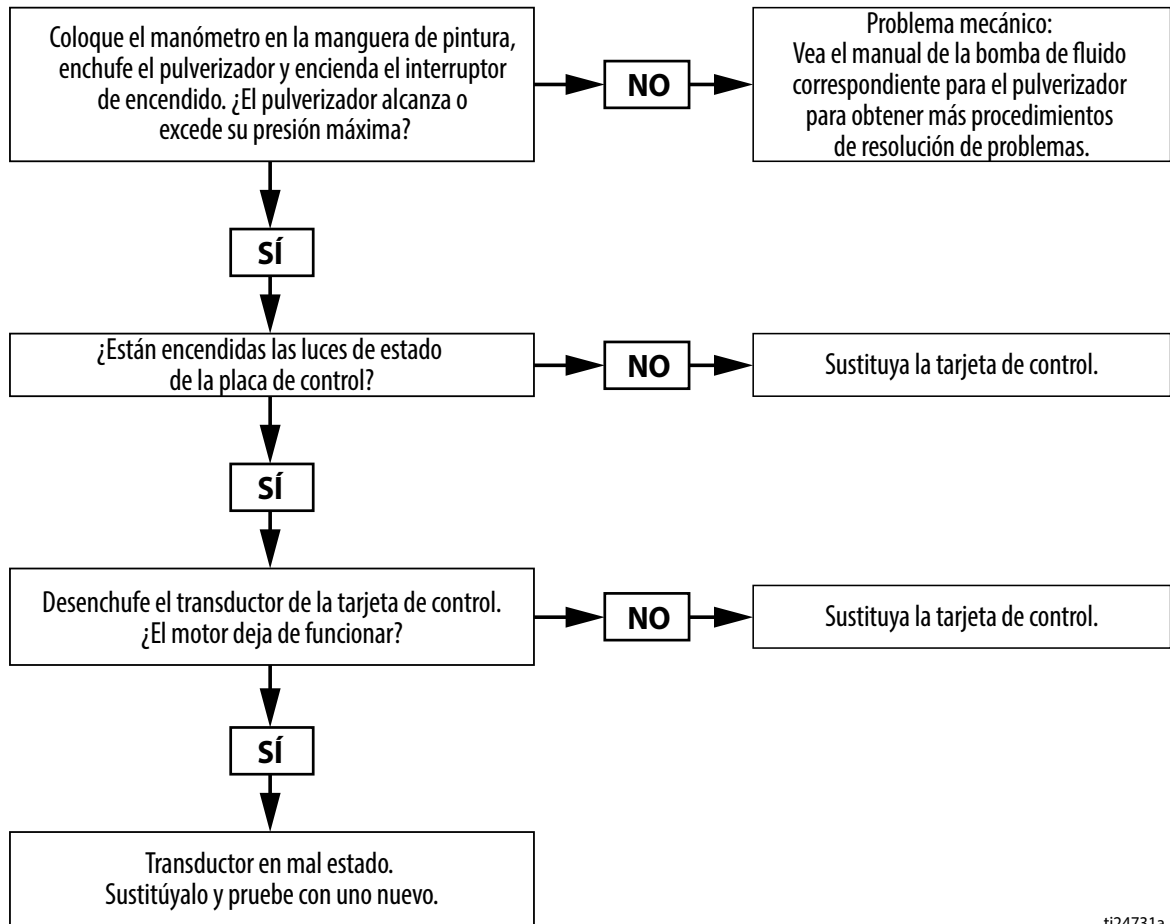 Coloque el manómetro en la manguera de pintura,
enchufe el pulverizador y encienda el interruptor
de encendido. ¿El pulverizador alcanza o
excede su presión máxima?
NO
Problema mecánico:
Vea el manual de la bomba de fluido
correspondiente para el pulverizador
para obtener más procedimientos
de resolución de problemas.
SÍ
¿Están encendidas las luces de estado
de la placa de control?
NO
Sustituya la tarjeta de control.
SÍ
Desenchufe el transductor de la tarjeta de control.
¿El motor deja de funcionar?
NO
Sustituya la tarjeta de control.
SÍ
Transductor en mal estado.
Sustitúyalo y pruebe con uno nuevo.
ti24731a